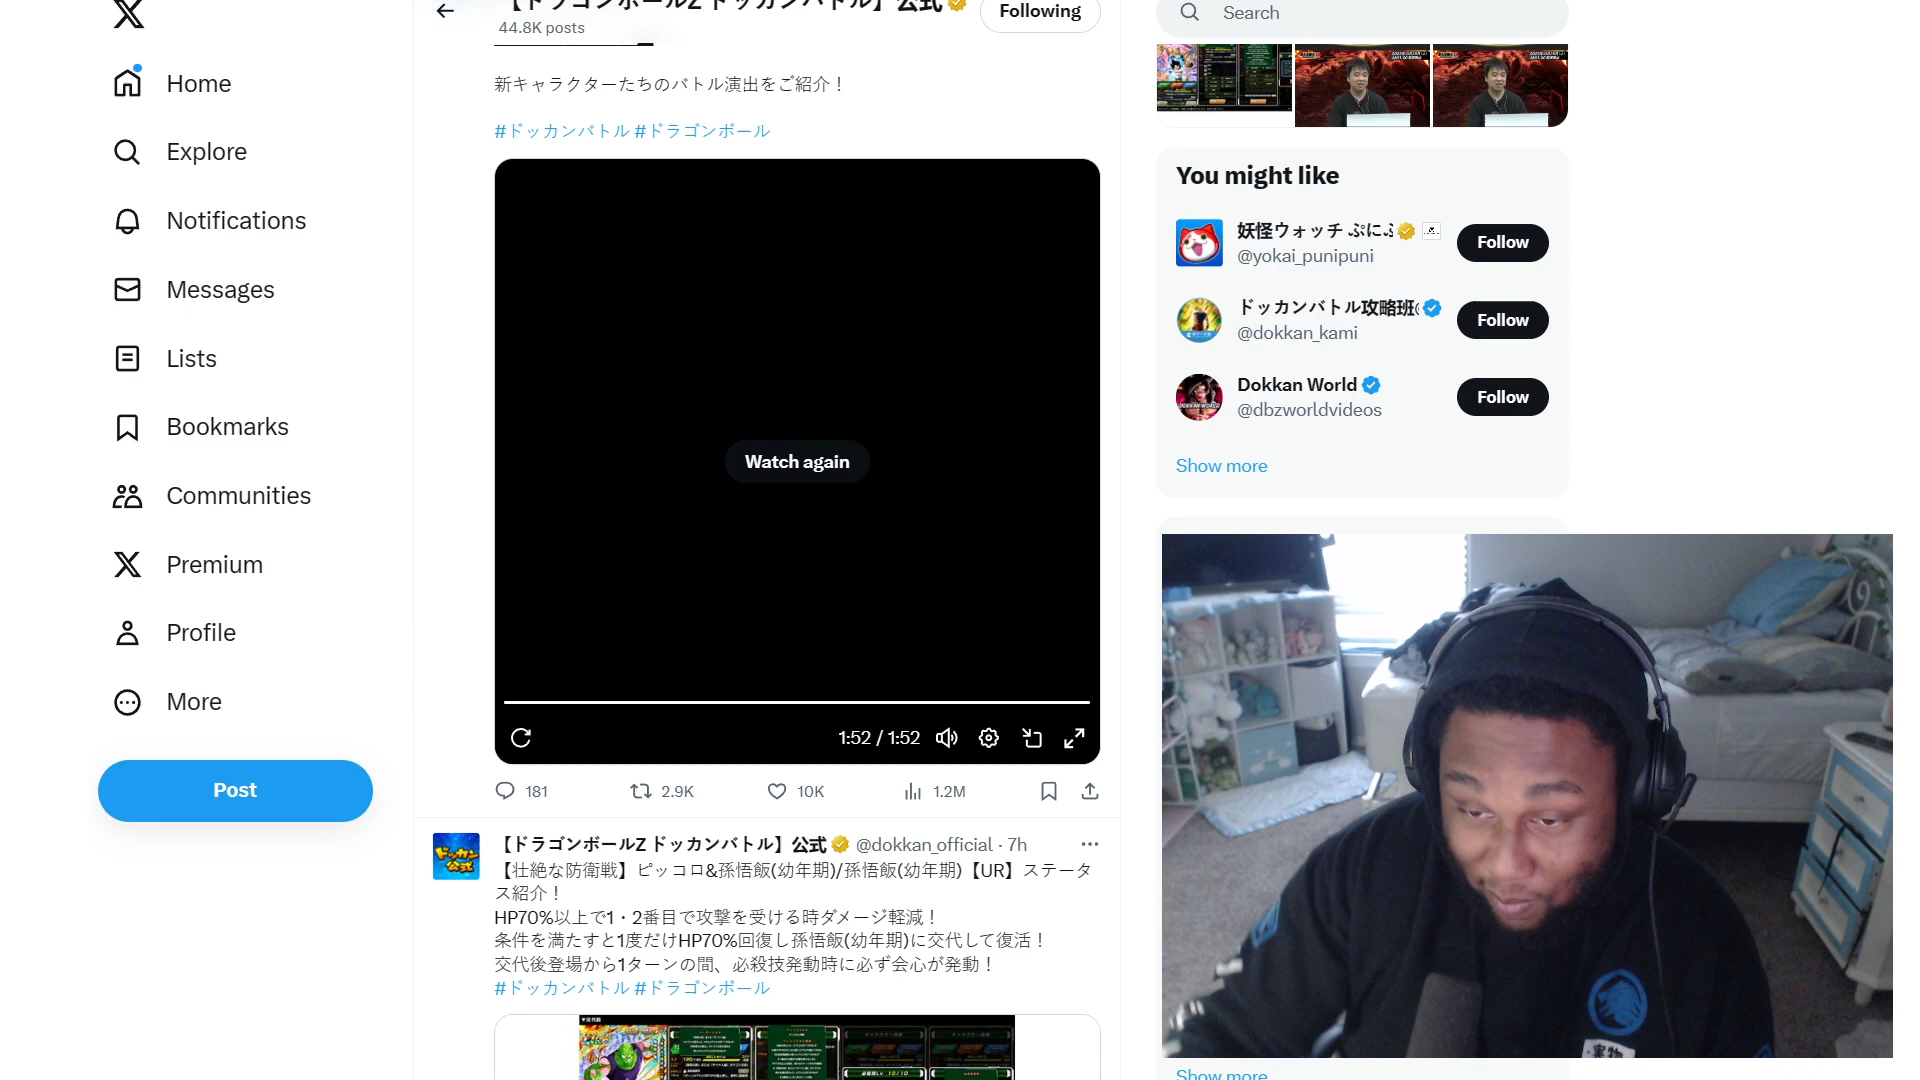 【ドラゴンボールZ ドッカンバトル】公式
44.8K posts
Following
Search
Home
Explore
Notifications
Messages
Lists
Bookmarks
Communities
Premium
Profile
More
Post
新キャラクターたちのバトル演出をご紹介！
#ドッカンバトル #ドラゴンボール
Watch again
1:52 / 1:52
181
2.9K
10K
1.2M
【ドラゴンボールZ ドッカンバトル】公式 @dokkan_official · 7h
【壮絶な防衛戦】ピッコロ&孫悟飯(幼年期)/孫悟飯(幼年期)【UR】ステータ
ス紹介！
HP70%以上で1・2番目で攻撃を受ける時ダメージ軽減！
条件を満たすと1度だけHP70%回復し孫悟飯(幼年期)に交代して復活！
交代後登場から1ターンの間、必殺技発動時に必ず会心が発動！
#ドッカンバトル #ドラゴンボール
You might like
妖怪ウォッチ ぷにぷ
@yokai_punipuni
Follow
ドッカンバトル攻略班
@dokkan_kami
Follow
Dokkan World
@dbzworldvideos
Follow
Show more
実物
Show more